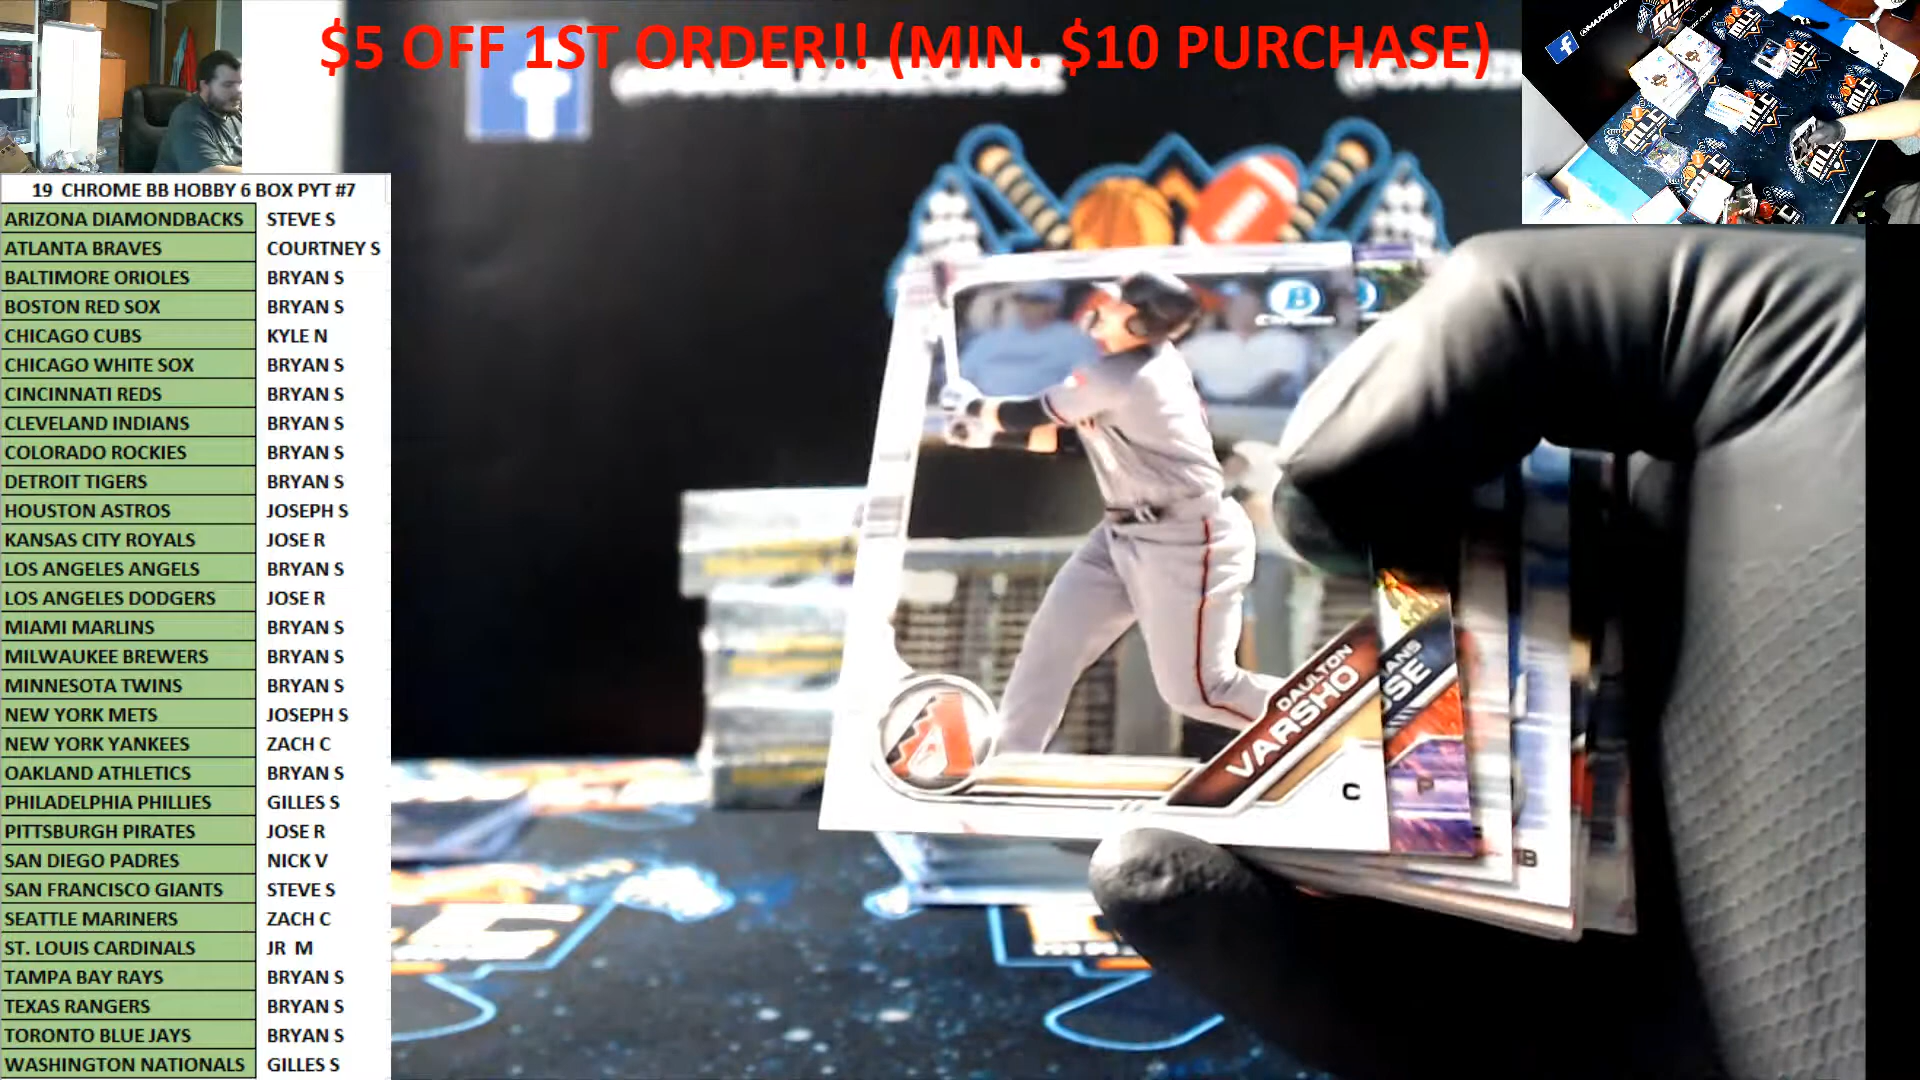 $5 OFF 1ST ORDER!! (MIN. $10 PURCHASE)
19 CHROME BB HOBBY 6 BOX PYT #7
ARIZONA DIAMONDBACKS STEVE S
ATLANTA BRAVES COURTNEY S
BALTIMORE ORIOLES BRYAN S
BOSTON RED SOX BRYAN S
CHICAGO CUBS KYLE N
CHICAGO WHITE SOX BRYAN S
CINCINNATI REDS BRYAN S
CLEVELAND INDIANS BRYAN S
COLORADO ROCKIES BRYAN S
DETROIT TIGERS BRYAN S
HOUSTON ASTROS JOSEPH S
KANSAS CITY ROYALS JOSE R
LOS ANGELES ANGELS BRYAN S
LOS ANGELES DODGERS JOSE R
MIAMI MARLINS BRYAN S
MILWAUKEE BREWERS BRYAN S
MINNESOTA TWINS BRYAN S
NEW YORK METS JOSEPH S
NEW YORK YANKEES ZACH C
OAKLAND ATHLETICS BRYAN S
PHILADELPHIA PHILLIES GILLES S
PITTSBURGH PIRATES JOSE R
SAN DIEGO PADRES NICK V
SAN FRANCISCO GIANTS STEVE S
SEATTLE MARINERS ZACH C
ST. LOUIS CARDINALS JR M
TAMPA BAY RAYS BRYAN S
TEXAS RANGERS BRYAN S
TORONTO BLUE JAYS BRYAN S
WASHINGTON NATIONALS GILLES S
B
Chrome
DAULTON
VARSHO
C
P
1B
MLC
MLC
MLC
MLC